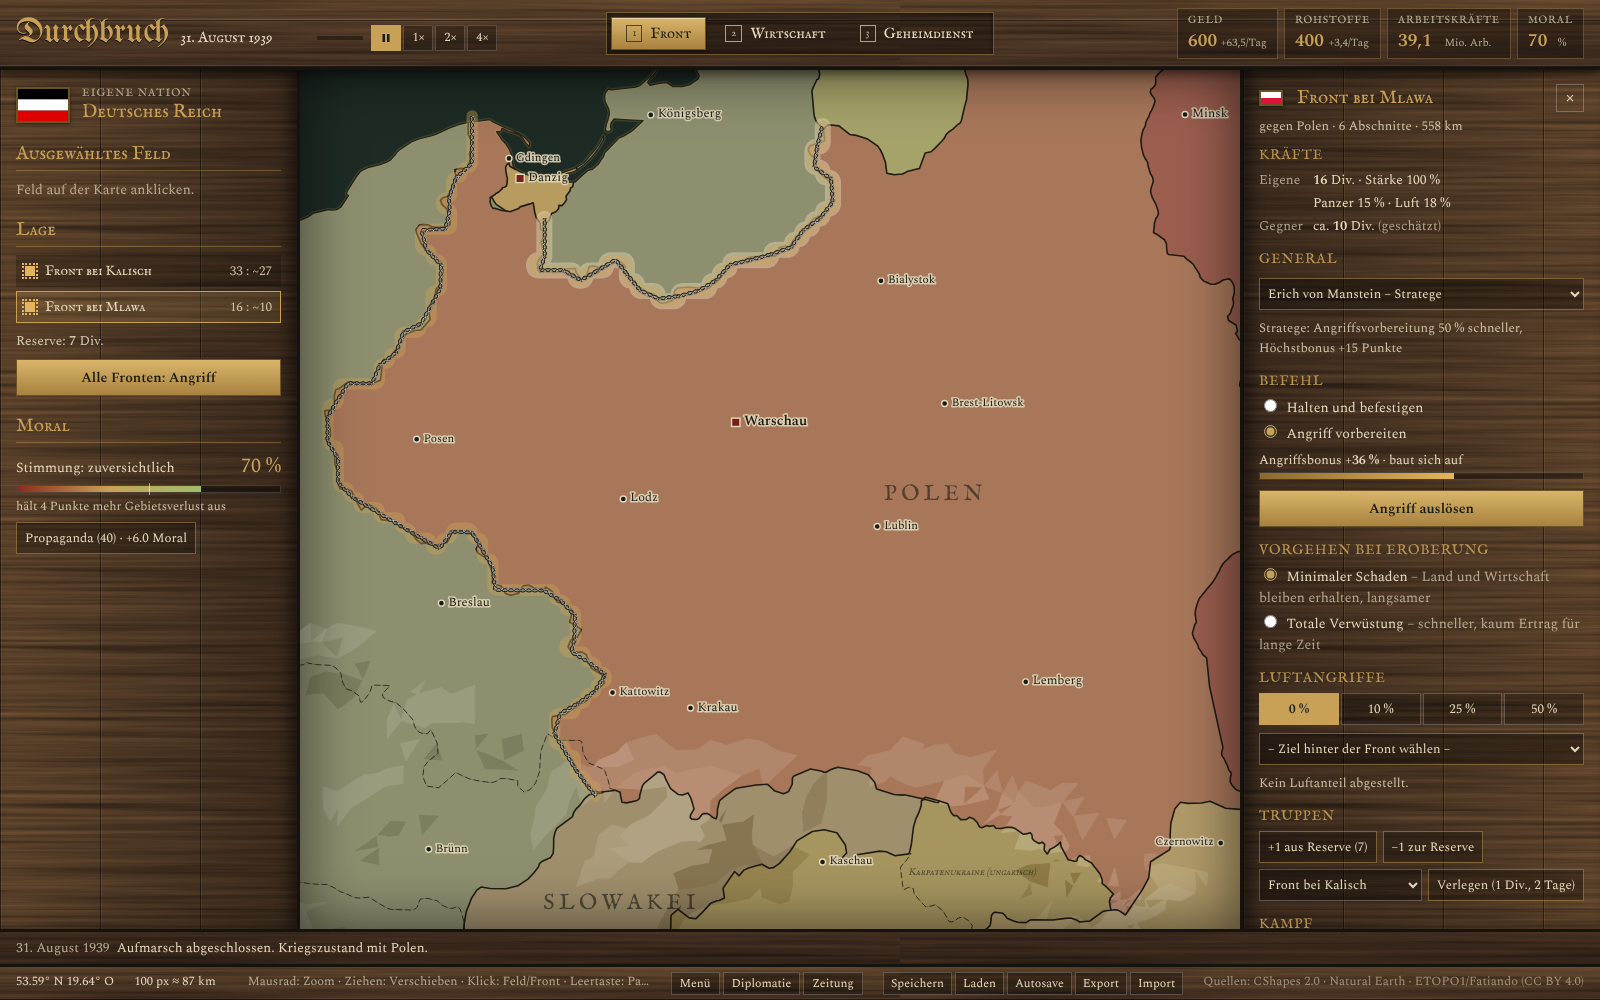 Durchbruch
31. August 1939
1×
2×
4×
1 Front
2 Wirtschaft
3 Geheimdienst
GELD
600 +63,5/Tag
ROHSTOFFE
400 +3,4/Tag
ARBEITSKRÄFTE
39,1 Mio. Arb.
MORAL
70 %
EIGENE NATION
Deutsches Reich
Ausgewähltes Feld
Feld auf der Karte anklicken.
Lage
Front bei Kalisch 33 : ~27
Front bei Mlawa 16 : ~10
Reserve: 7 Div.
Alle Fronten: Angriff
Moral
Stimmung: zuversichtlich 70 %
hält 4 Punkte mehr Gebietsverlust aus
Propaganda (40) · +6.0 Moral
Königsberg
Minsk
Gdingen
Danzig
Bialystok
Brest-Litowsk
Warschau
Posen
POLEN
Lodz
Lublin
Breslau
Lemberg
Kattowitz
Krakau
Czernowitz
Brünn
Kaschau
Karpatenukraine (ungarisch)
SLOWAKEI
Front bei Mlawa
×
gegen Polen · 6 Abschnitte · 558 km
KRÄFTE
Eigene 16 Div. · Stärke 100 %
Panzer 15 % · Luft 18 %
Gegner ca. 10 Div. (geschätzt)
GENERAL
Erich von Manstein – Stratege
Stratege: Angriffsvorbereitung 50 % schneller,
Höchstbonus +15 Punkte
BEFEHL
Halten und befestigen
Angriff vorbereiten
Angriffsbonus +36 % · baut sich auf
Angriff auslösen
VORGEHEN BEI EROBERUNG
Minimaler Schaden – Land und Wirtschaft
bleiben erhalten, langsamer
Totale Verwüstung – schneller, kaum Ertrag für
lange Zeit
LUFTANGRIFFE
0 %
10 %
25 %
50 %
– Ziel hinter der Front wählen –
Kein Luftanteil abgestellt.
TRUPPEN
+1 aus Reserve (7)
−1 zur Reserve
Front bei Kalisch
Verlegen (1 Div., 2 Tage)
KAMPF
31. August 1939 Aufmarsch abgeschlossen. Kriegszustand mit Polen.
53.59° N 19.64° O
100 px ≈ 87 km
Mausrad: Zoom · Ziehen: Verschieben · Klick: Feld/Front · Leertaste: Pa…
Menü
Diplomatie
Zeitung
Speichern
Laden
Autosave
Export
Import
Quellen: CShapes 2.0 · Natural Earth · ETOPO1/Fatiando (CC BY 4.0)